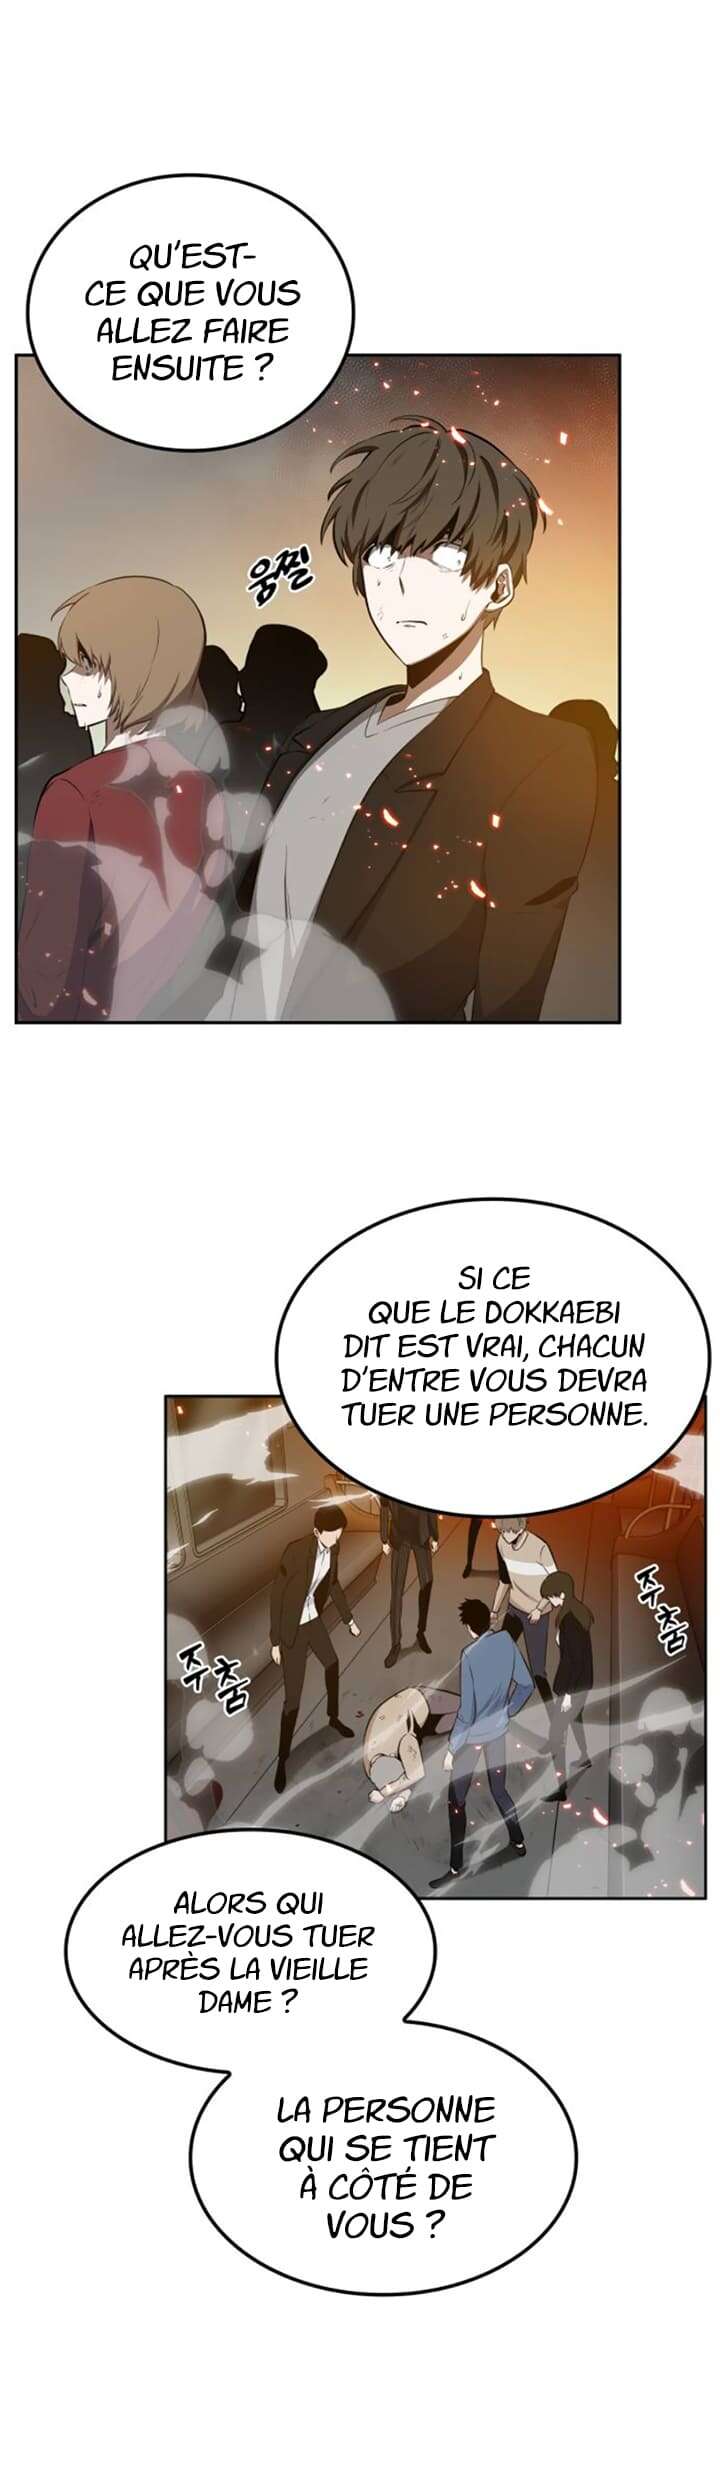 QU'EST-
CE QUE VOUS
ALLEZ FAIRE
ENSUITE ?
움찔
SI CE
QUE LE DOKKAEBI
DIT EST VRAI, CHACUN
D'ENTRE VOUS DEVRA
TUER UNE PERSONNE.
주춤
주춤
ALORS QUI
ALLEZ-VOUS TUER
APRÈS LA VIEILLE
DAME ?
LA PERSONNE
QUI SE TIENT
À CÔTÉ DE
VOUS ?